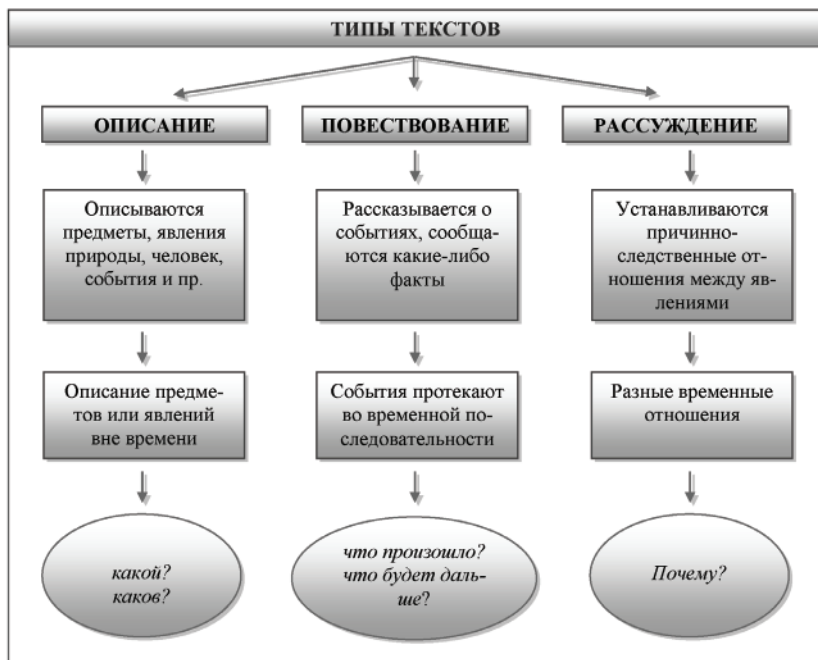 ТИПЫ ТЕКСТОВ
ОПИСАНИЕ
ПОВЕСТВОВАНИЕ
РАССУЖДЕНИЕ
Описываются
предметы, явления
природы, человек,
события и пр.
Рассказывается о
событиях, сообща-
ются какие-либо
факты
Устанавливаются
причинно-
следственные от-
ношения между яв-
лениями
Описание предме-
тов или явлений
вне времени
События протекают
во временной по-
следовательности
Разные временные
отношения
какой?
каков?
что произошло?
что будет даль-
ше?
Почему?